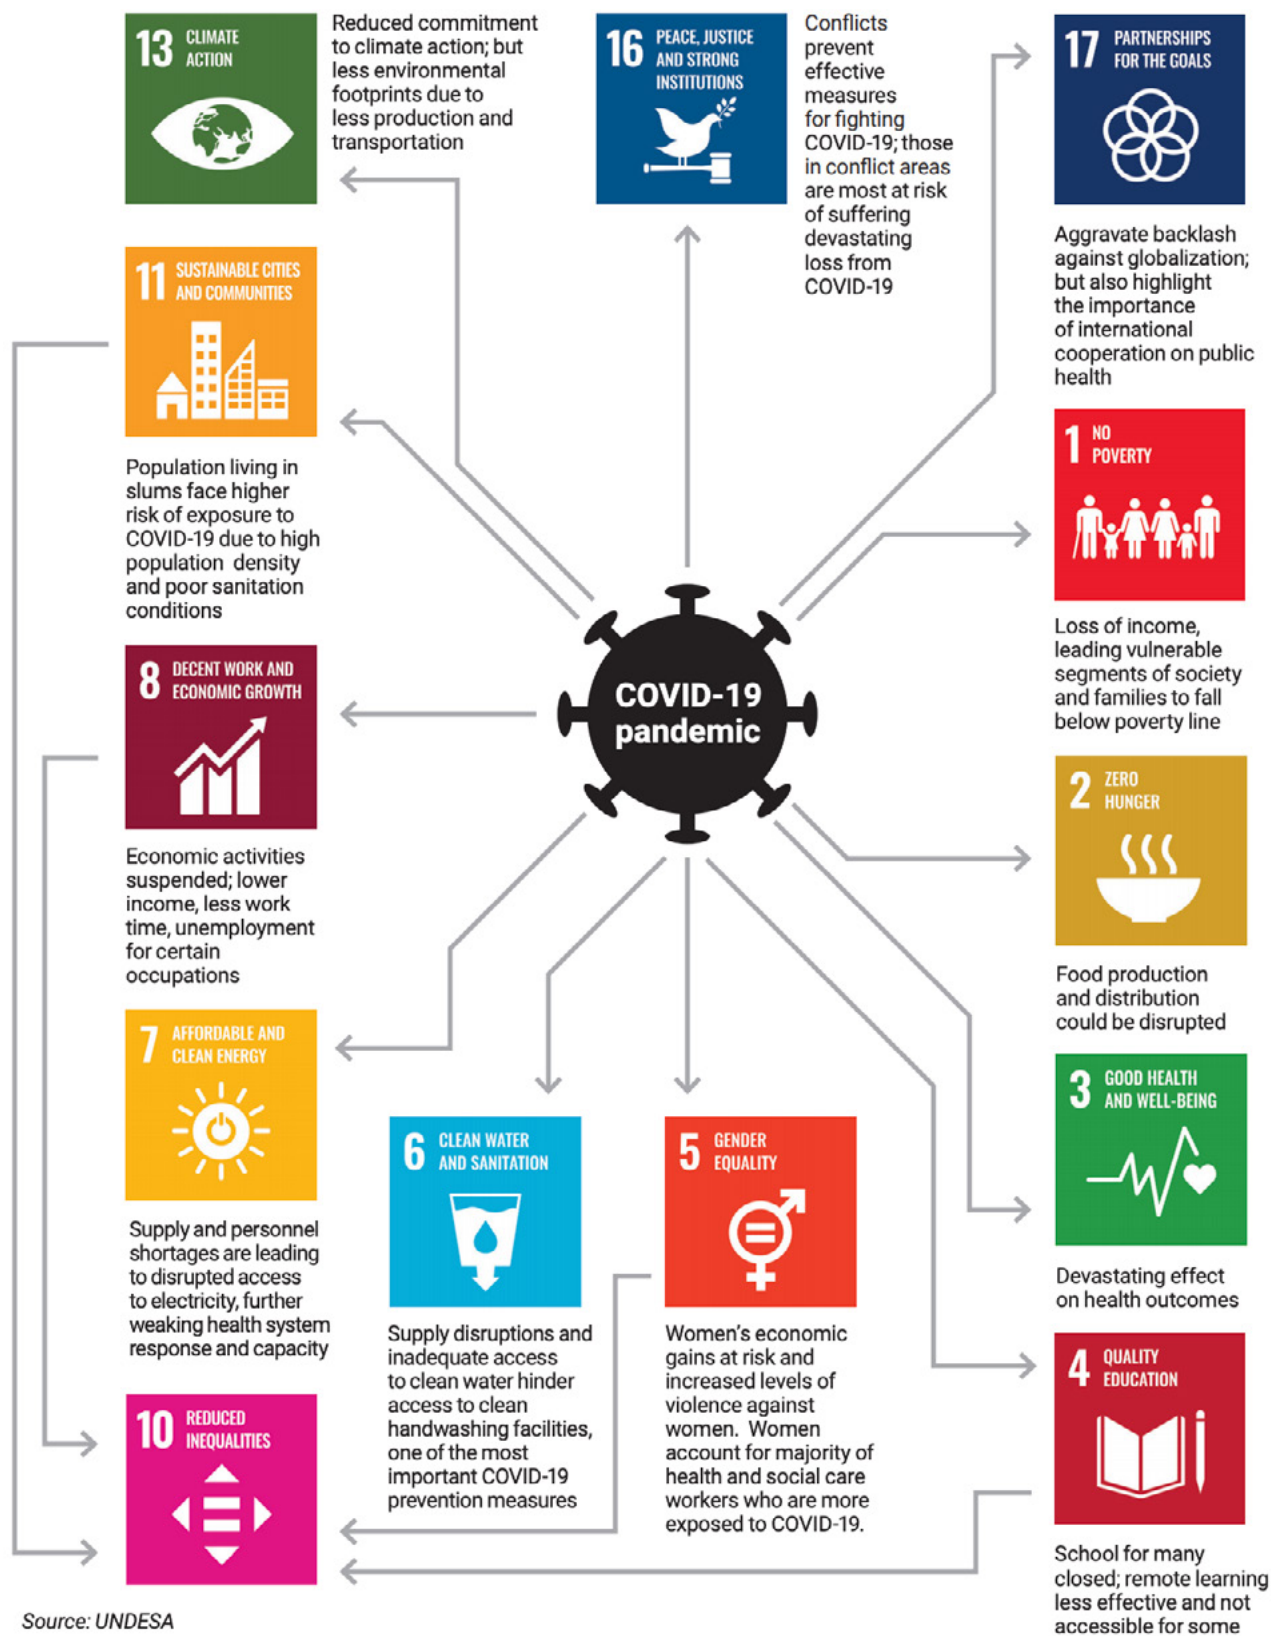 13 CLIMATE
ACTION
Reduced commitment
to climate action; but
less environmental
footprints due to
less production and
transportation
16 PEACE, JUSTICE
AND STRONG
INSTITUTIONS
Conflicts
prevent
effective
measures
for fighting
COVID-19; those
in conflict areas
are most at risk
of suffering
devastating
loss from
COVID-19
17 PARTNERSHIPS
FOR THE GOALS
Aggravate backlash
against globalization;
but also highlight
the importance
of international
cooperation on public
health
11 SUSTAINABLE CITIES
AND COMMUNITIES
Population living in
slums face higher
risk of exposure to
COVID-19 due to high
population density
and poor sanitation
conditions
1 NO
POVERTY
Loss of income,
leading vulnerable
segments of society
and families to fall
below poverty line
COVID-19
pandemic
8 DECENT WORK AND
ECONOMIC GROWTH
Economic activities
suspended; lower
income, less work
time, unemployment
for certain
occupations
2 ZERO
HUNGER
Food production
and distribution
could be disrupted
7 AFFORDABLE AND
CLEAN ENERGY
Supply and personnel
shortages are leading
to disrupted access
to electricity, further
weaking health system
response and capacity
6 CLEAN WATER
AND SANITATION
Supply disruptions and
inadequate access
to clean water hinder
access to clean
handwashing facilities,
one of the most
important COVID-19
prevention measures
5 GENDER
EQUALITY
Women's economic
gains at risk and
increased levels of
violence against
women. Women
account for majority of
health and social care
workers who are more
exposed to COVID-19.
3 GOOD HEALTH
AND WELL-BEING
Devastating effect
on health outcomes
10 REDUCED
INEQUALITIES
4 QUALITY
EDUCATION
School for many
closed; remote learning
less effective and not
accessible for some
Source: UNDESA